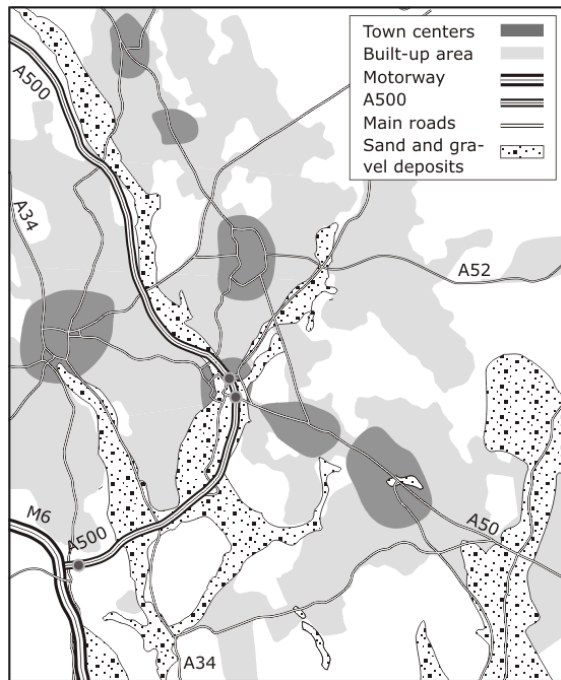 Town centers
Built-up area
Motorway
A500
Main roads
Sand and gra-
vel deposits
A500
A34
A52
M6
A500
A50
A34